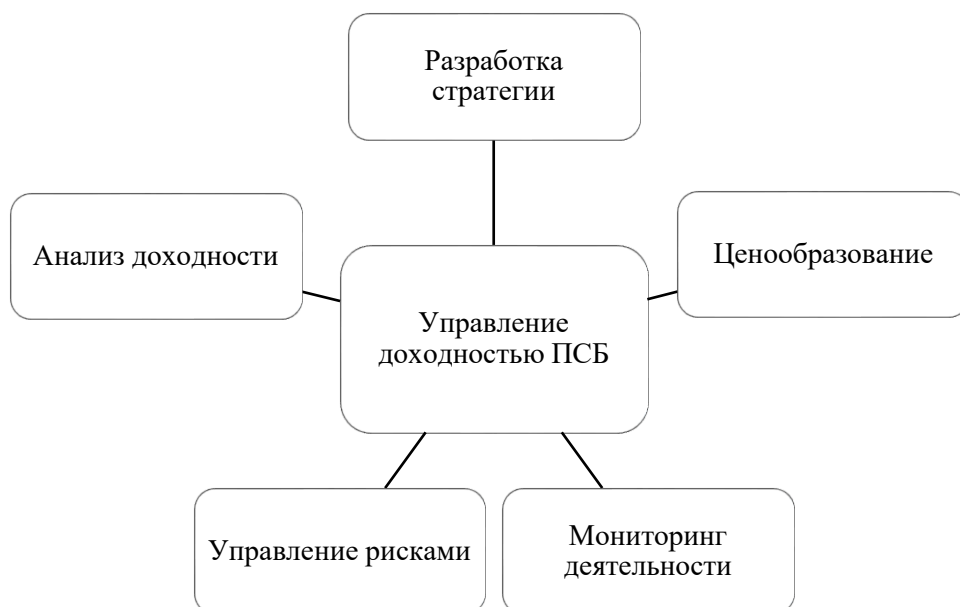 Разработка
стратегии
Анализ доходности
Ценообразование
Управление
доходностью ПСБ
Управление рисками
Мониторинг
деятельности